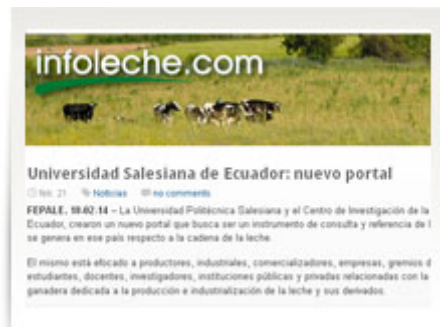 infoleche.com
Universidad Salesiana de Ecuador: nuevo portal
feb. 21 Noticias no comments
FEPALE. 18-02-14 – La Universidad Politécnica Salesiana y el Centro de Investigación de la
Ecuador, crearon un nuevo portal que busca ser un instrumento de consulta y referencia de l
se genera en ese país respecto a la cadena de la leche.
El mismo está efocado a productores, industriales, comercializadores, empresas, gremios d
estudiantes, docentes, investigadores, instituciones públicas y privadas relacionadas con la
ganadera dedicada a la producción e industrialización de la leche y sus derivados.